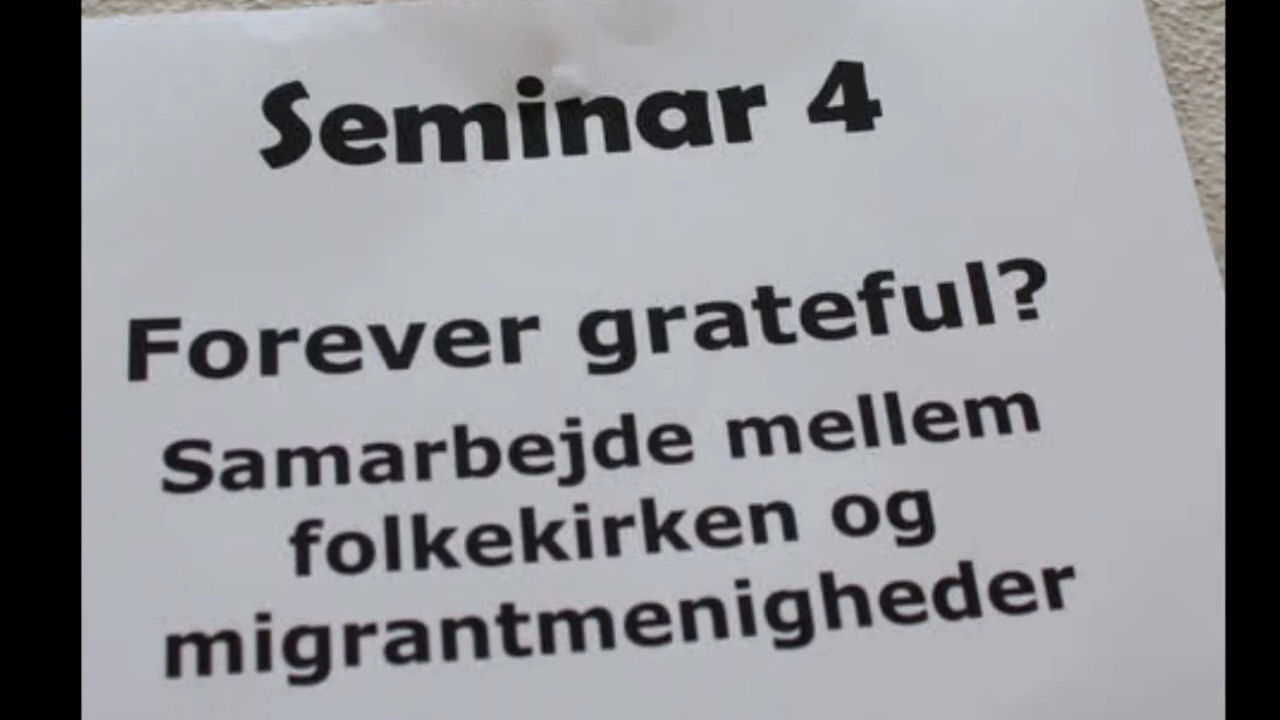 Seminar 4
Forever grateful?
Samarbejde mellem
folkekirken og
migrantmenigheder